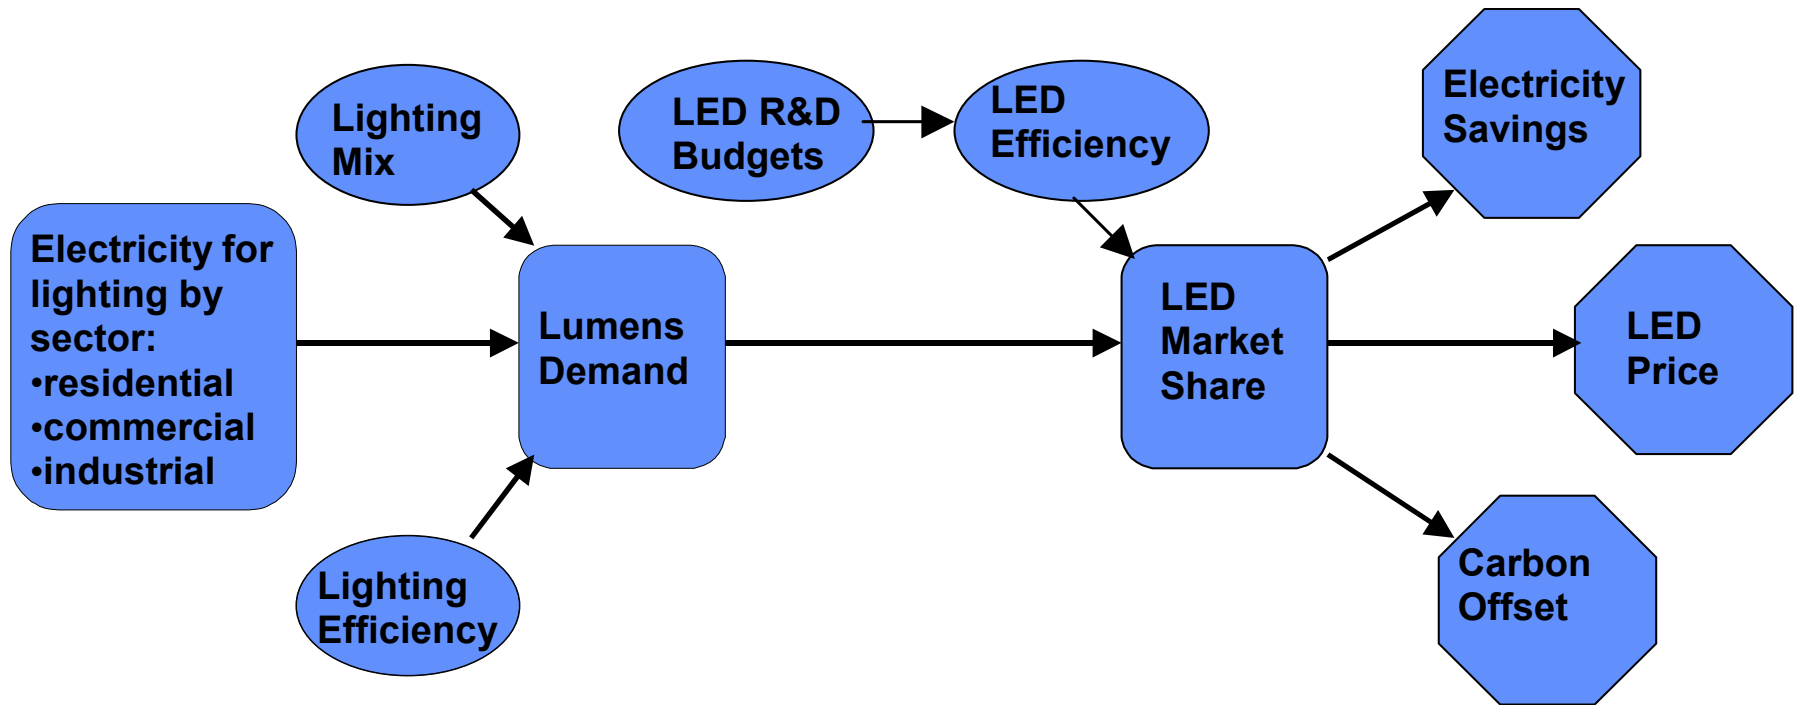 Electricity for
lighting by
sector:
•residential
•commercial
•industrial
Lighting
Mix
Lighting
Efficiency
Lumens
Demand
LED R&D
Budgets
LED
Efficiency
LED
Market
Share
Electricity
Savings
LED
Price
Carbon
Offset